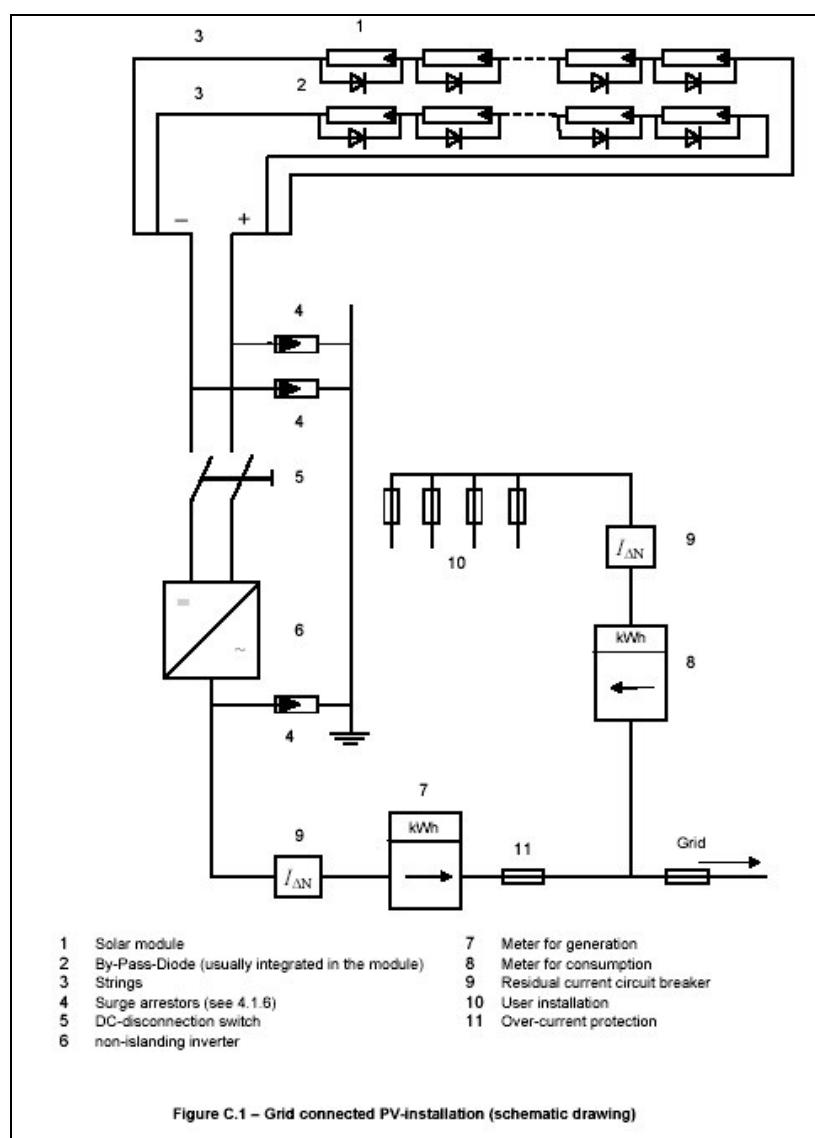 1
3
2
3
− +
4
4
5
10
I∆N 9
kWh
6
8
4
7
kWh
9
I∆N
11
Grid
1 Solar module
2 By-Pass-Diode (usually integrated in the module)
3 Strings
4 Surge arrestors (see 4.1.6)
5 DC-disconnection switch
6 non-islanding inverter
7 Meter for generation
8 Meter for consumption
9 Residual current circuit breaker
10 User installation
11 Over-current protection
Figure C.1 – Grid connected PV-installation (schematic drawing)